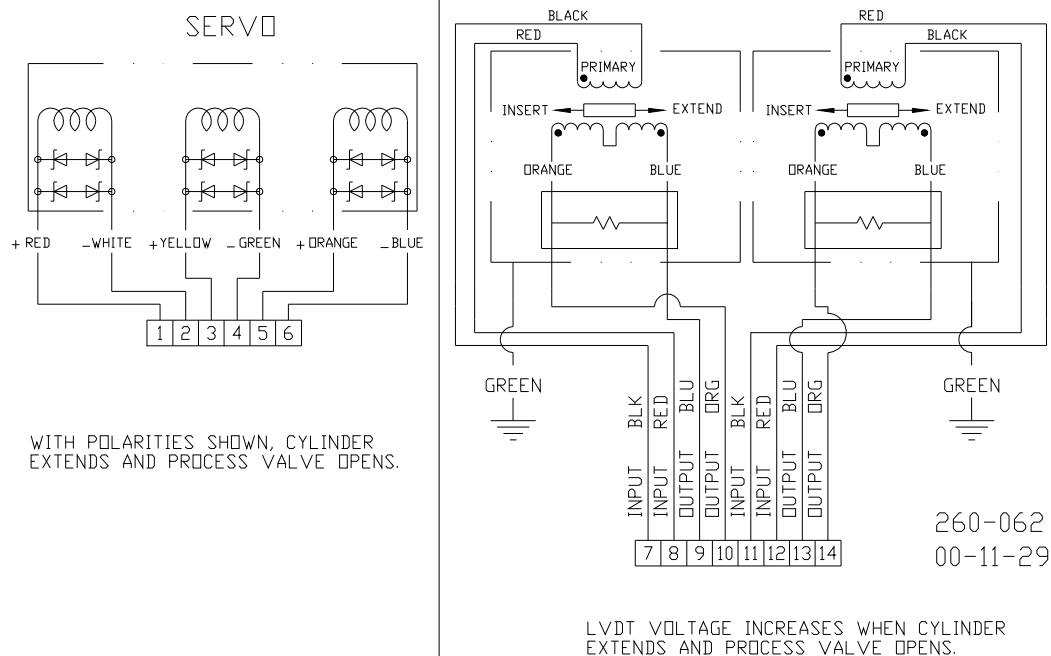 SERVO
+ RED
-WHITE
+YELLOW
- GREEN
+ ORANGE
-BLUE
1 2 3 4 5 6
WITH POLARITIES SHOWN, CYLINDER
EXTENDS AND PROCESS VALVE OPENS.
BLACK
RED
PRIMARY
INSERT
EXTEND
ORANGE
BLUE
RED
BLACK
PRIMARY
INSERT
EXTEND
ORANGE
BLUE
GREEN
GREEN
INPUT BLK
INPUT RED
OUTPUT BLU
OUTPUT ORG
INPUT BLK
INPUT RED
OUTPUT BLU
OUTPUT ORG
7 8 9 10 11 12 13 14
260-062
00-11-29
LVDT VOLTAGE INCREASES WHEN CYLINDER
EXTENDS AND PROCESS VALVE OPENS.